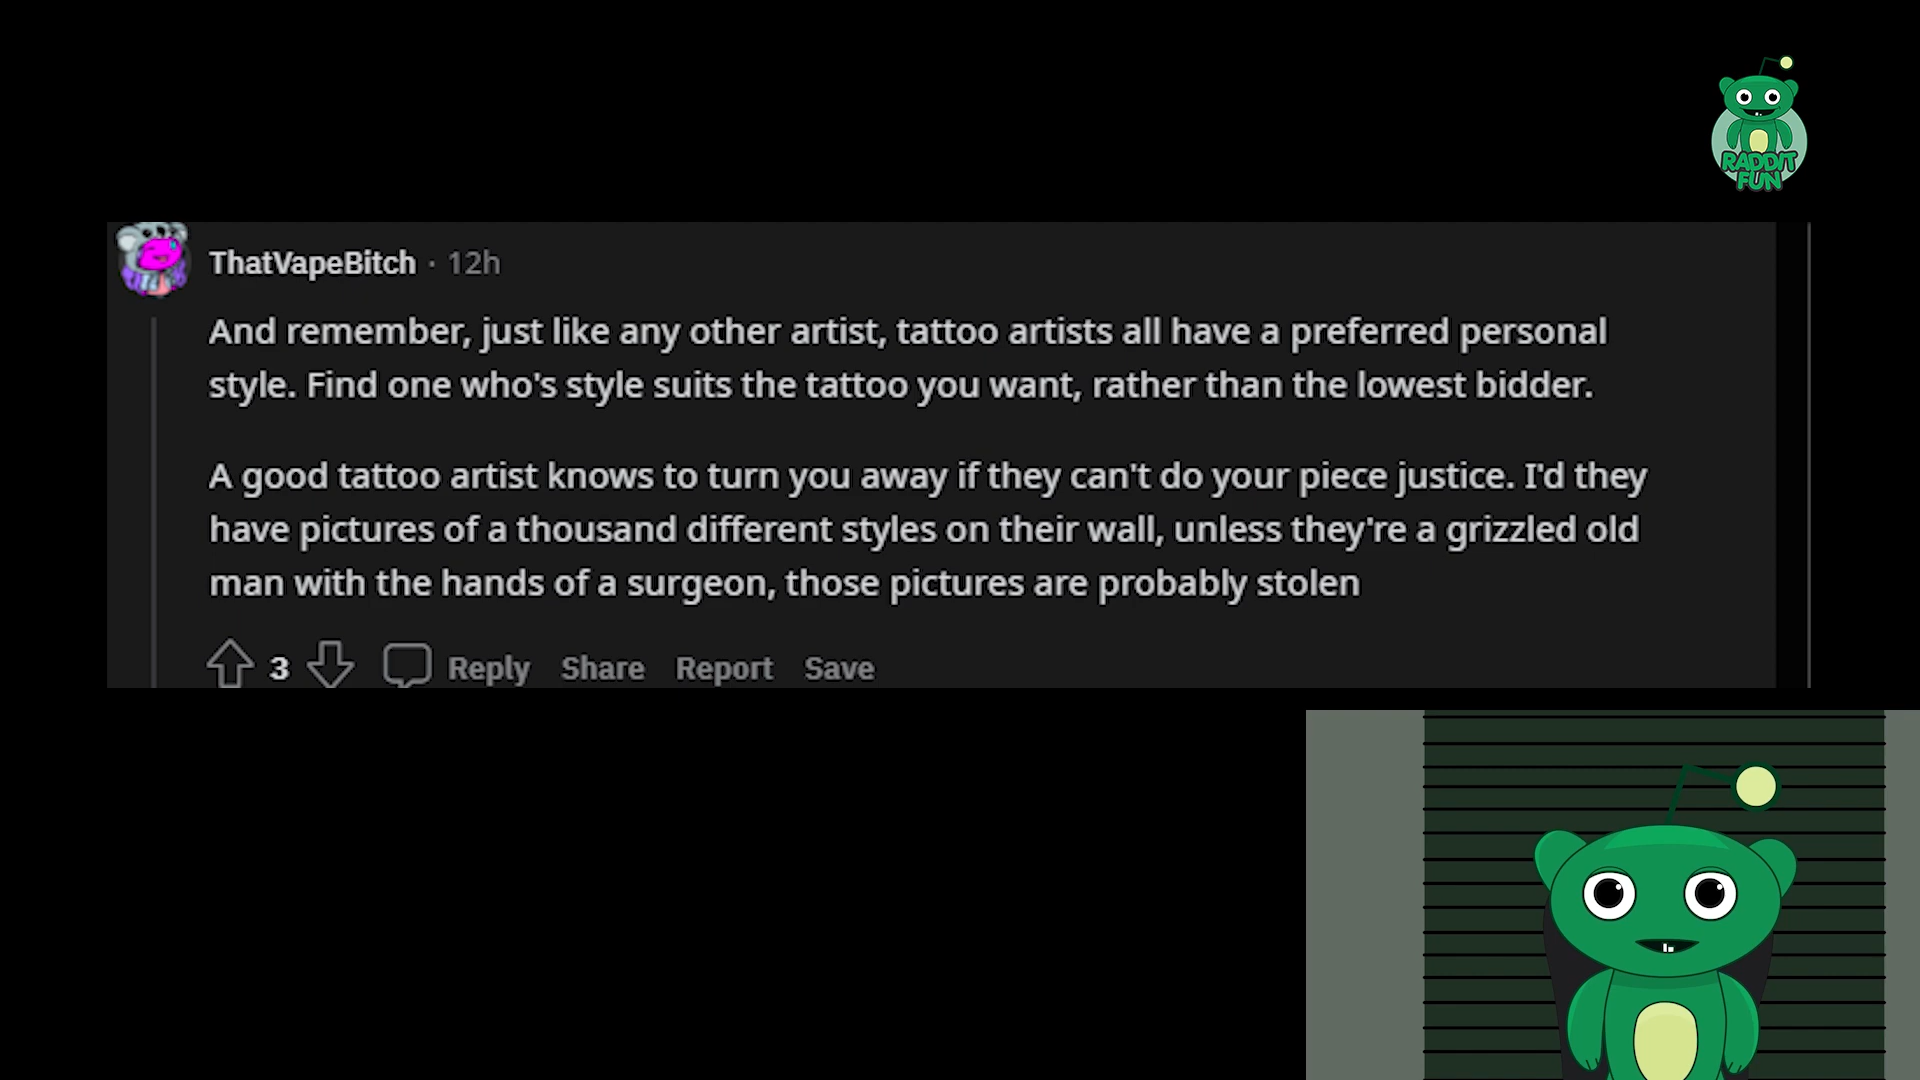 RADDIT
FUN
ThatVapeBitch · 12h
And remember, just like any other artist, tattoo artists all have a preferred personal
style. Find one who's style suits the tattoo you want, rather than the lowest bidder.
A good tattoo artist knows to turn you away if they can't do your piece justice. I'd they
have pictures of a thousand different styles on their wall, unless they're a grizzled old
man with the hands of a surgeon, those pictures are probably stolen
3 Reply Share Report Save